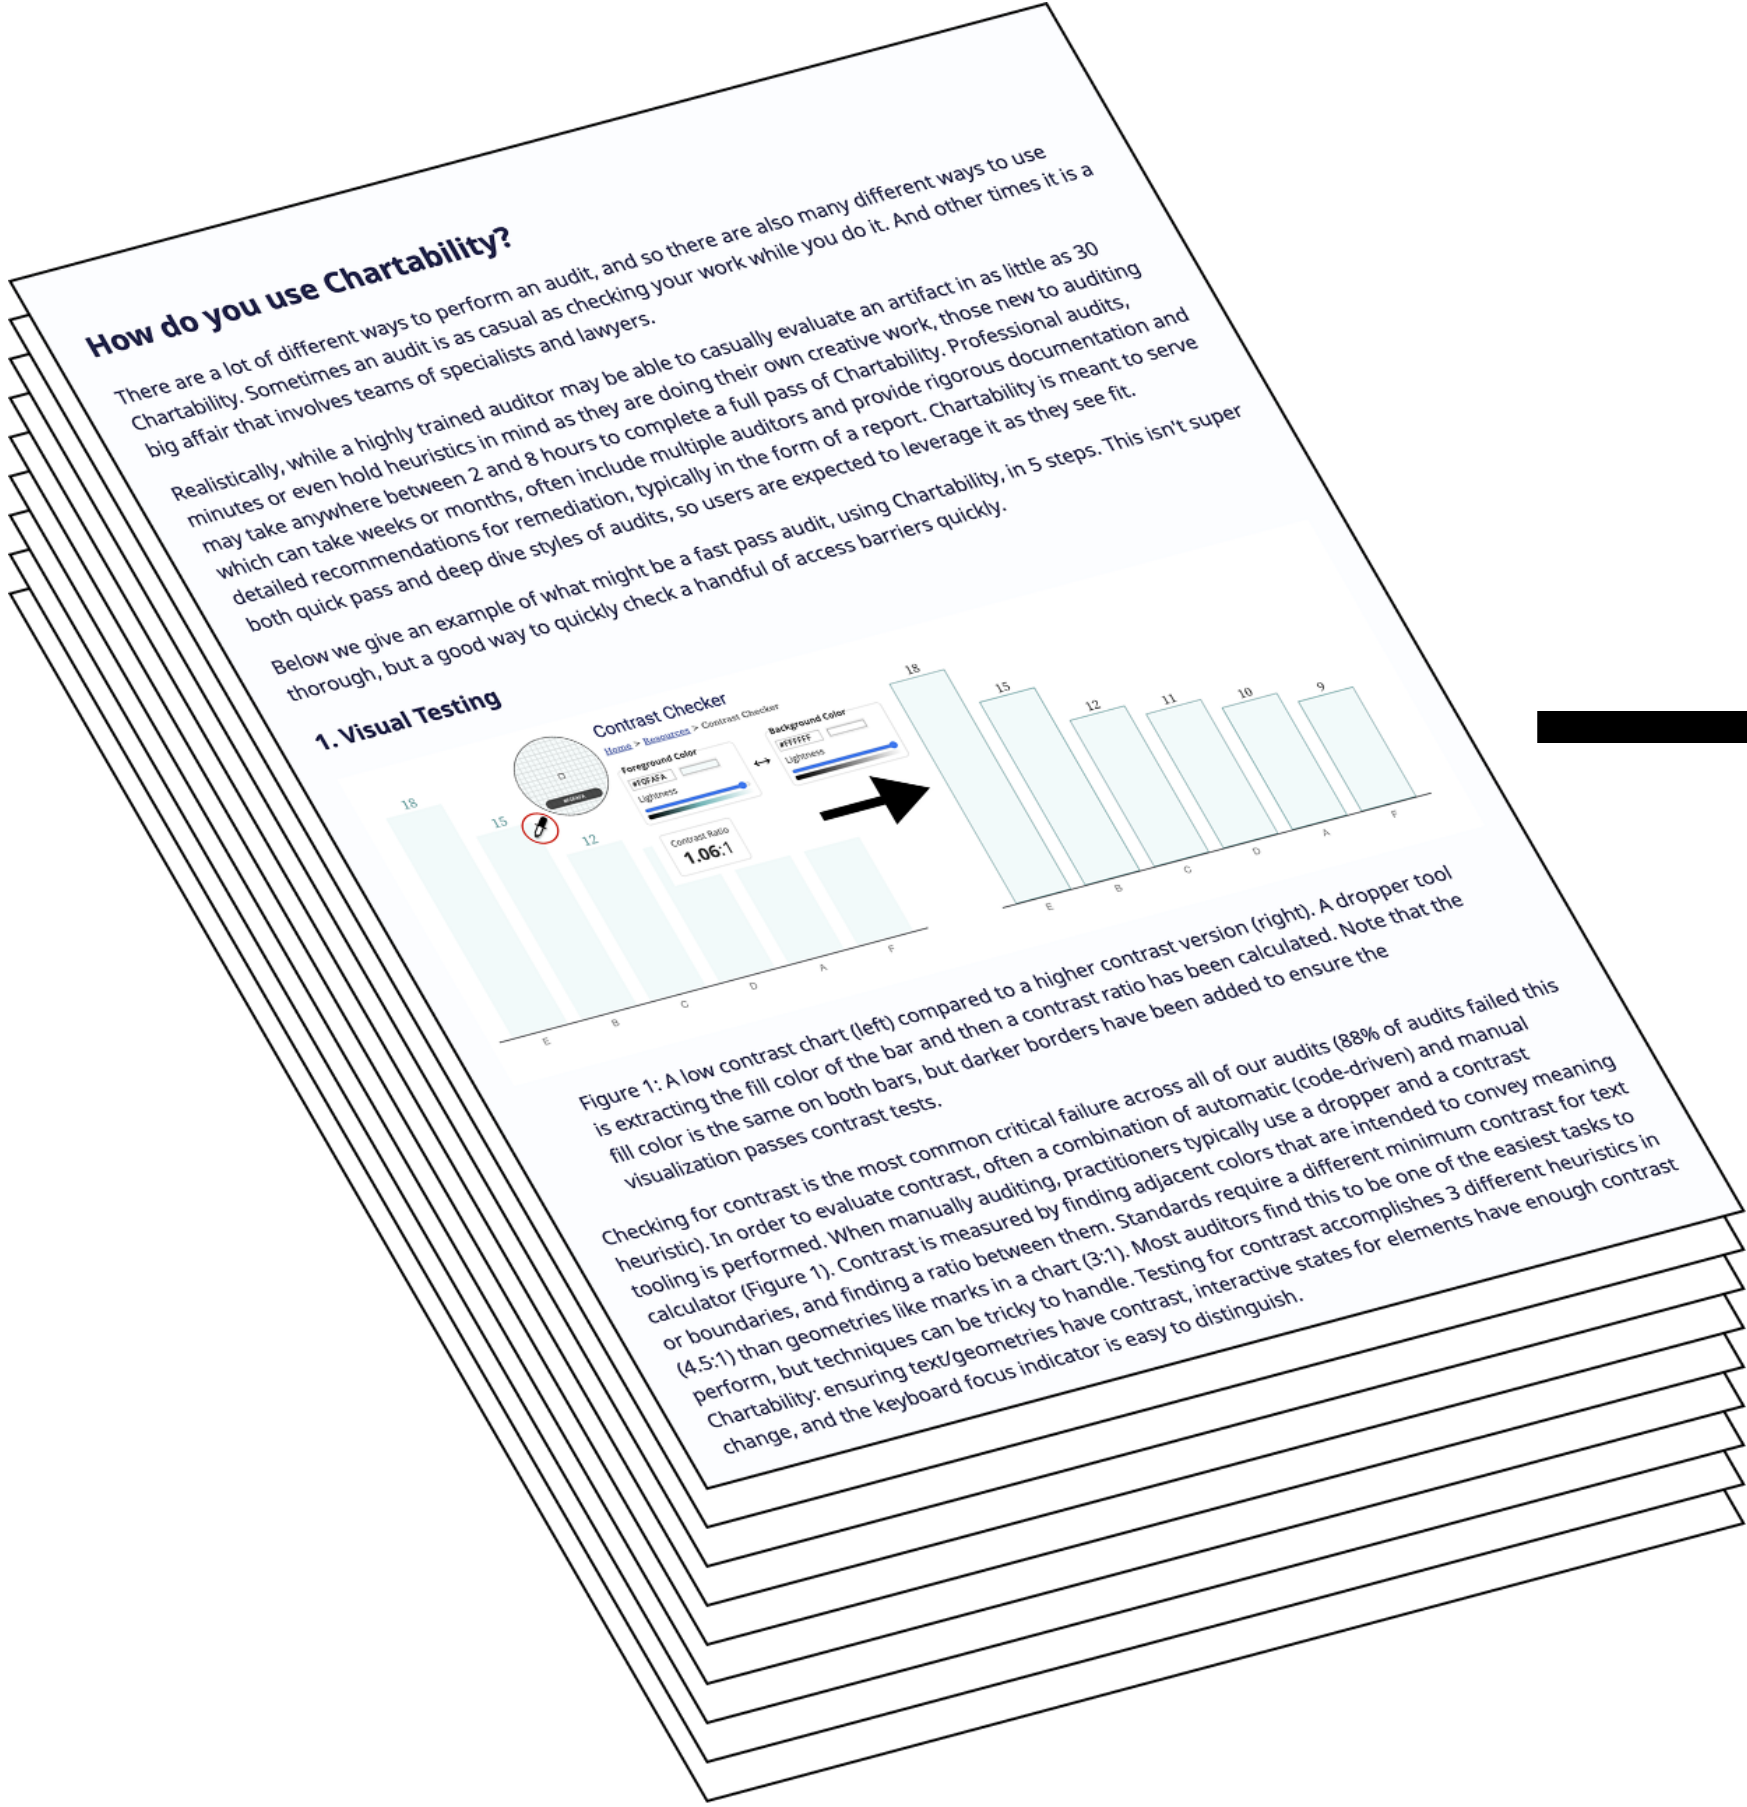 How do you use Chartability?
There are a lot of different ways to perform an audit, and so there are also many different ways to use
Chartability. Sometimes an audit is as casual as checking your work while you do it. And other times it is a
big affair that involves teams of specialists and lawyers.
Realistically, while a highly trained auditor may be able to casually evaluate an artifact in as little as 30
minutes or even hold heuristics in mind as they are doing their own creative work, those new to auditing
may take anywhere between 2 and 8 hours to complete a full pass of Chartability. Professional audits,
which can take weeks or months, often include multiple auditors and provide rigorous documentation and
detailed recommendations for remediation, typically in the form of a report. Chartability is meant to serve
both quick pass and deep dive styles of audits, so users are expected to leverage it as they see fit.
Below we give an example of what might be a fast pass audit, using Chartability, in 5 steps. This isn't super
thorough, but a good way to quickly check a handful of access barriers quickly.
1. Visual Testing
18
15
12
E
B
C
D
A
F
Contrast Checker
Home > Resources > Contrast Checker
Foreground Color
Lightness
Background Color
#FFFFFF
Lightness
Contrast Ratio
1.06:1
18
15
12
11
10
9
E
B
C
D
A
F
Figure 1: A low contrast chart (left) compared to a higher contrast version (right). A dropper tool
is extracting the fill color of the bar and then a contrast ratio has been calculated. Note that the
fill color is the same on both bars, but darker borders have been added to ensure the
visualization passes contrast tests.
Checking for contrast is the most common critical failure across all of our audits (88% of audits failed this
heuristic). In order to evaluate contrast, often a combination of automatic (code-driven) and manual
tooling is performed. When manually auditing, practitioners typically use a dropper and a contrast
calculator (Figure 1). Contrast is measured by finding adjacent colors that are intended to convey meaning
or boundaries, and finding a ratio between them. Standards require a different minimum contrast for text
(4.5:1) than geometries like marks in a chart (3:1). Most auditors find this to be one of the easiest tasks to
perform, but techniques can be tricky to handle. Testing for contrast accomplishes 3 different heuristics in
Chartability: ensuring text/geometries have contrast, interactive states for elements have enough contrast
change, and the keyboard focus indicator is easy to distinguish.